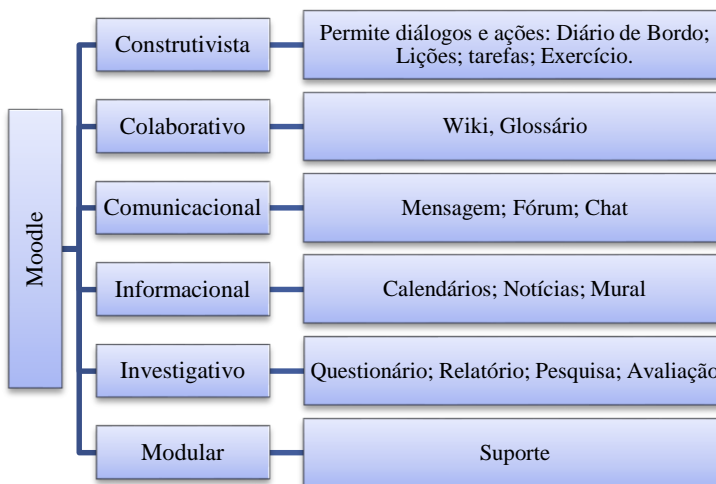 Moodle
Construtivista
Permite diálogos e ações: Diário de Bordo;
Lições; tarefas; Exercício.
Colaborativo
Wiki, Glossário
Comunicacional
Mensagem; Fórum; Chat
Informacional
Calendários; Notícias; Mural
Investigativo
Questionário; Relatório; Pesquisa; Avaliação
Modular
Suporte